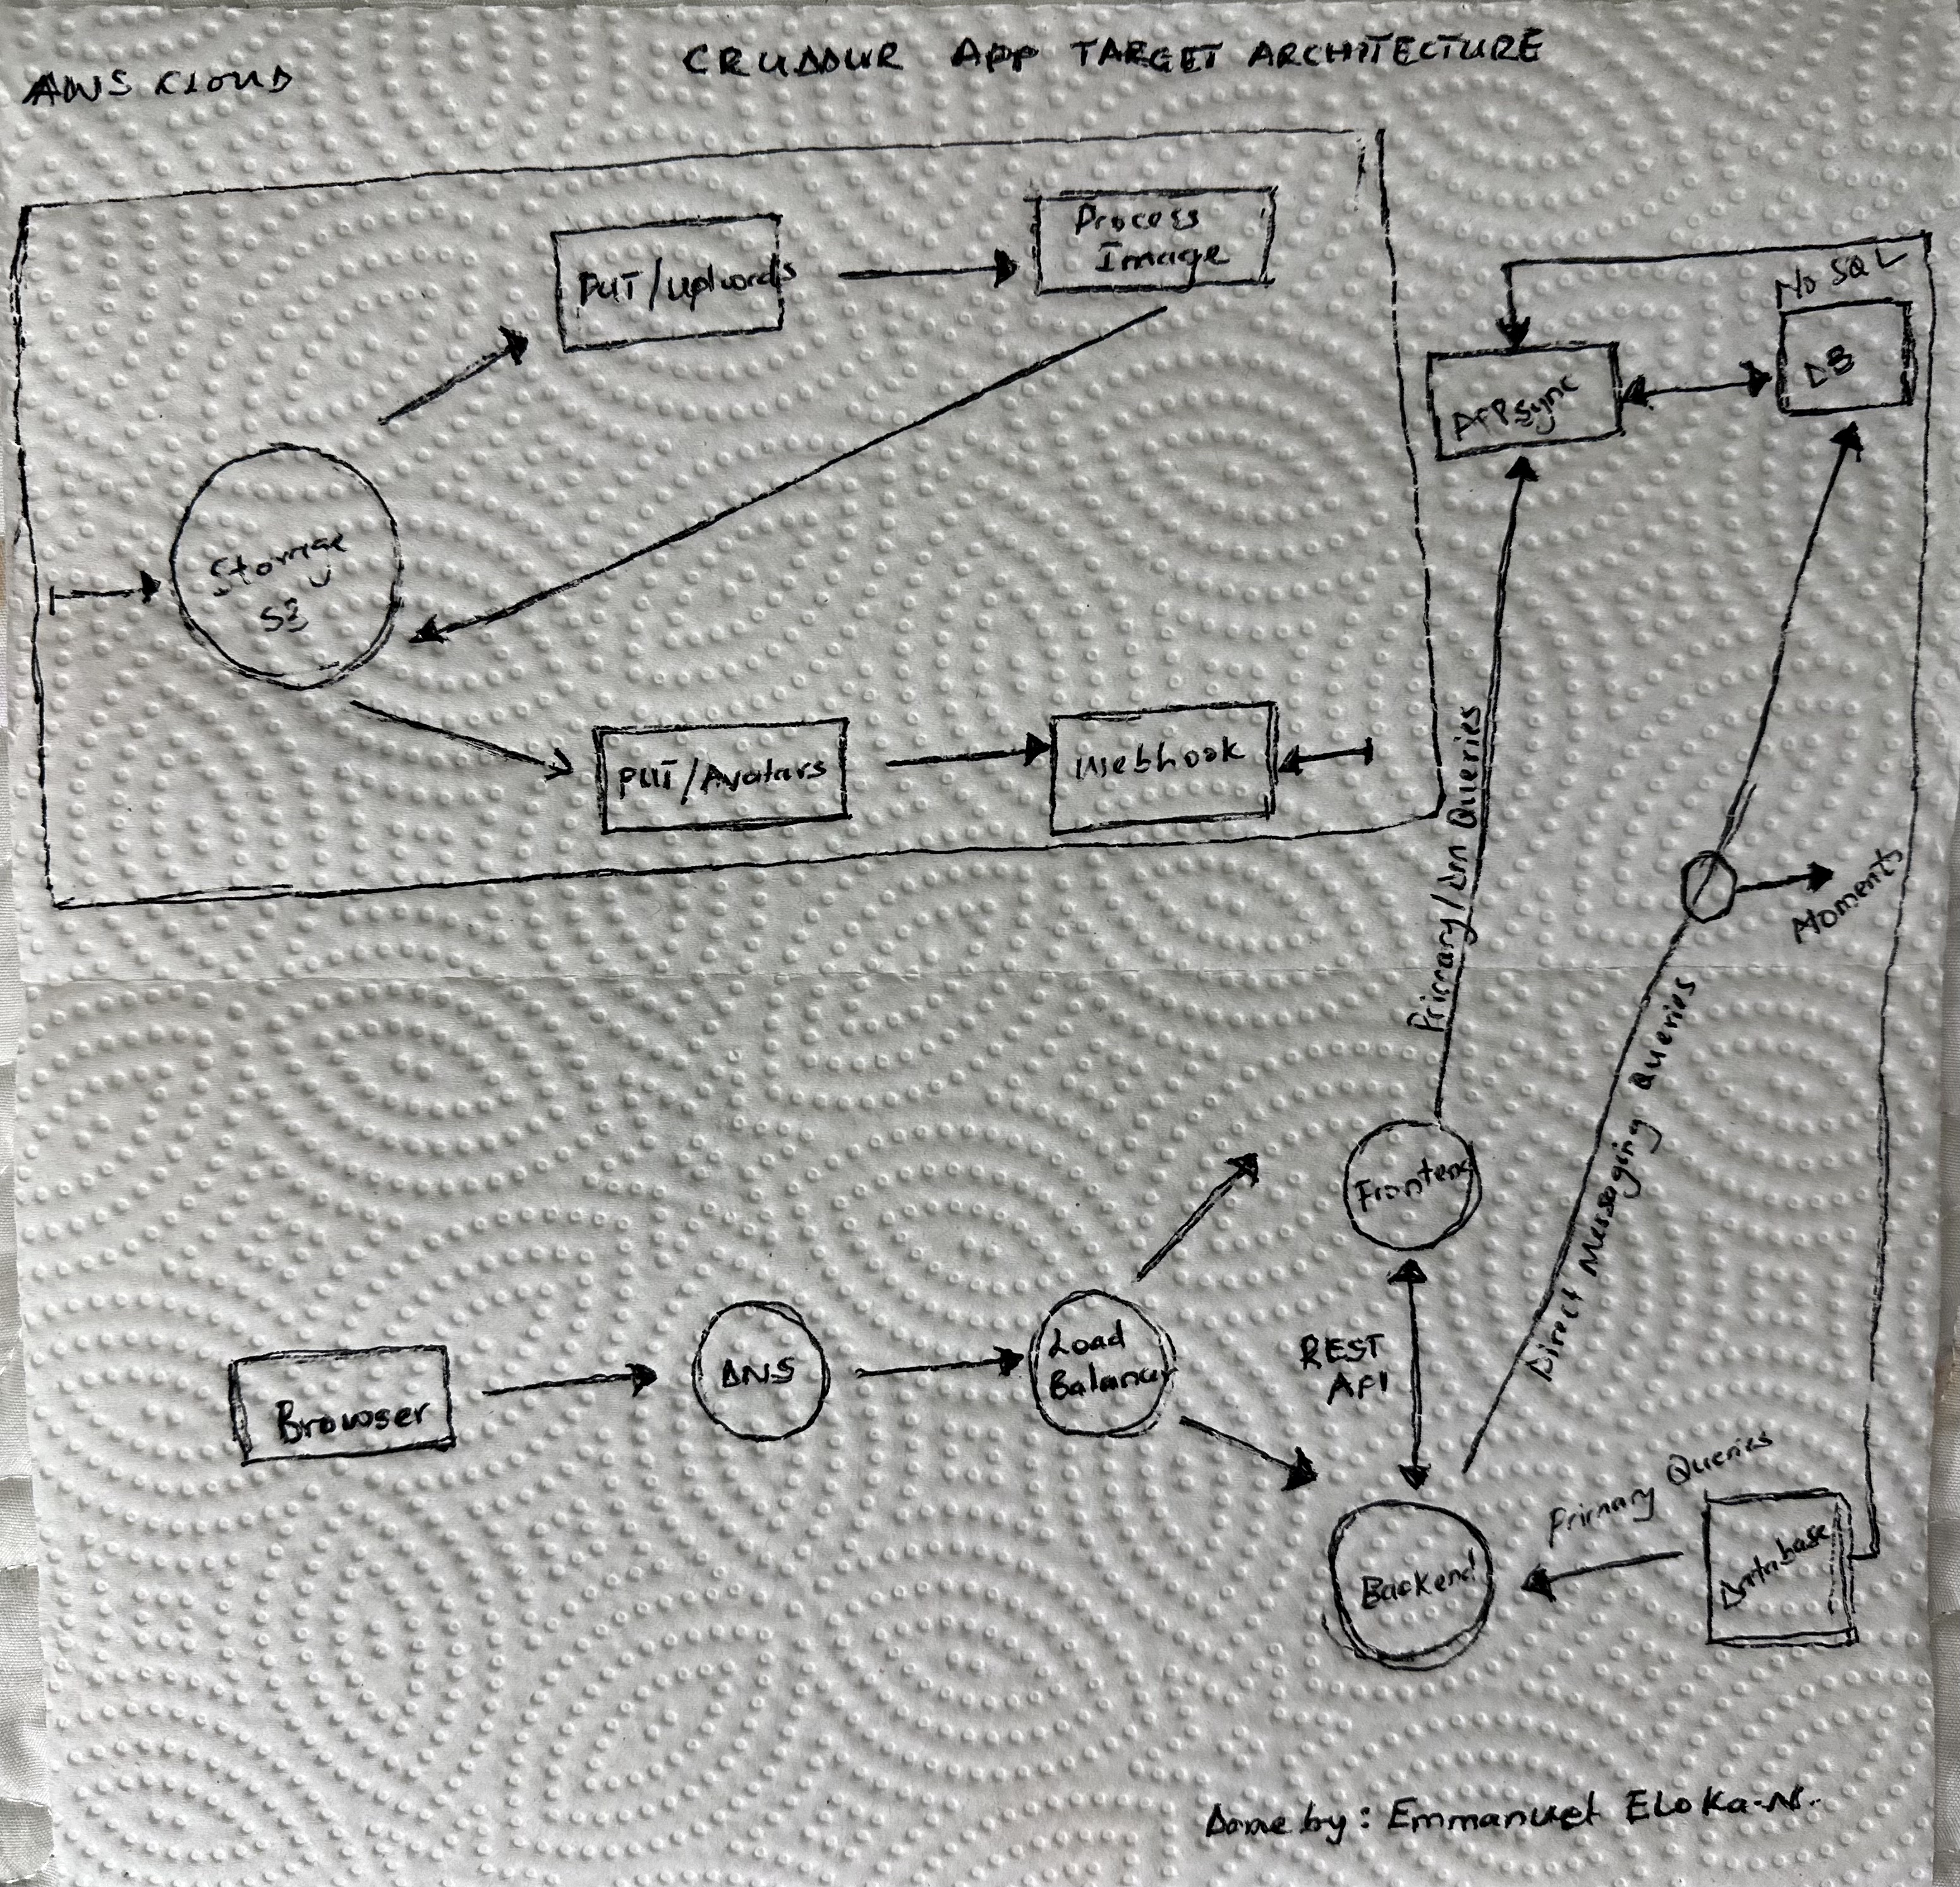 CRUDDUR APP TARGET ARCHITECTURE
AWS CLOUD
PUT/uploads
Process
Image
No SQL
DB
APPsync
Storage
S3
PUT/Avatars
Webhook
Primary/Dm Queries
Moments
Direct Messaging Queries
Frontend
REST
API
Browser
DNS
Load
Balancer
Primary Queries
Backend
Database
Done by: Emmanuel Eloka-N.